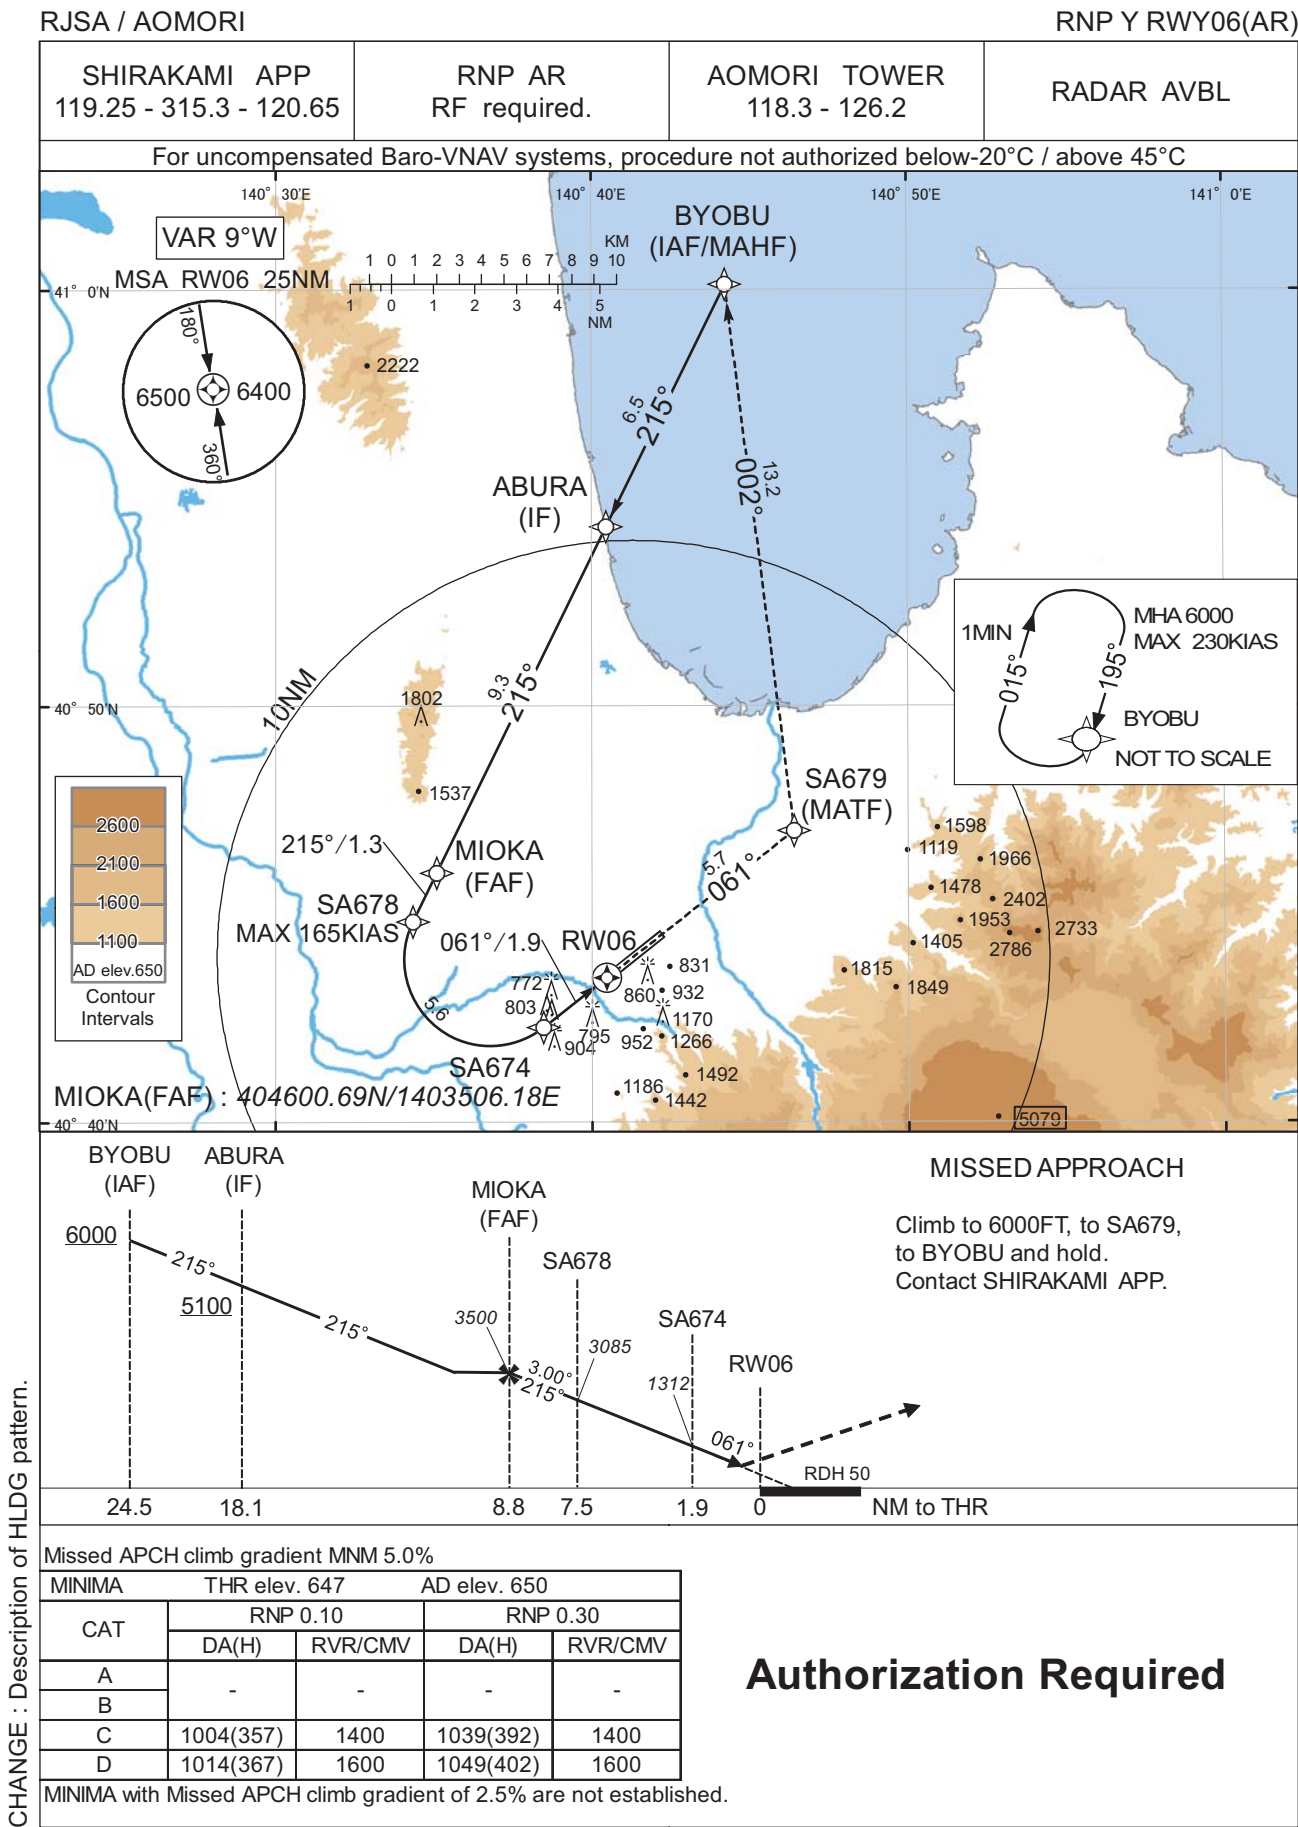 RJSA / AOMORI
RNP Y RWY06(AR)
SHIRAKAMI APP
119.25 - 315.3 - 120.65
RNP AR
RF required.
AOMORI TOWER
118.3 - 126.2
RADAR AVBL
For uncompensated Baro-VNAV systems, procedure not authorized below-20°C / above 45°C
140° 30'E
140° 40'E
140° 50'E
141° 0'E
VAR 9°W
MSA RW06 25NM
41° 0'N
180°
6500
6400
360°
KM
1 0 1 2 3 4 5 6 7 8 9 10
1 0 1 2 3 4 5
NM
2222
BYOBU
(IAF/MAHF)
6.5
215°
13.2
002°
ABURA
(IF)
1MIN
015°
195°
MHA 6000
MAX 230KIAS
BYOBU
NOT TO SCALE
10NM
40° 50'N
1802
1537
9.3
215°
SA679
(MATF)
2600
2100
1600
1100
AD elev.650
Contour
Intervals
215°/1.3
MIOKA
(FAF)
SA678
MAX 165KIAS
5.7
061°
061°/1.9
RW06
5.6
SA674
772
803
904
795
860
831
932
1170
952
1266
1492
1186
1442
1598
1119
1966
1478
2402
1953
2733
2786
1405
1815
1849
5079
MIOKA(FAF) : 404600.69N/1403506.18E
40° 40'N
BYOBU
(IAF)
ABURA
(IF)
MIOKA
(FAF)
SA678
SA674
RW06
6000
215°
5100
215°
3500
3.00°
215°
3085
1312
061°
RDH 50
24.5
18.1
8.8
7.5
1.9
0
NM to THR
MISSED APPROACH
Climb to 6000FT, to SA679,
to BYOBU and hold.
Contact SHIRAKAMI APP.
Missed APCH climb gradient MNM 5.0%
MINIMA THR elev. 647 AD elev. 650
CAT RNP 0.10 RNP 0.30
DA(H) RVR/CMV DA(H) RVR/CMV
A - - - -
B
C 1004(357) 1400 1039(392) 1400
D 1014(367) 1600 1049(402) 1600
MINIMA with Missed APCH climb gradient of 2.5% are not established.
Authorization Required
CHANGE : Description of HLDG pattern.